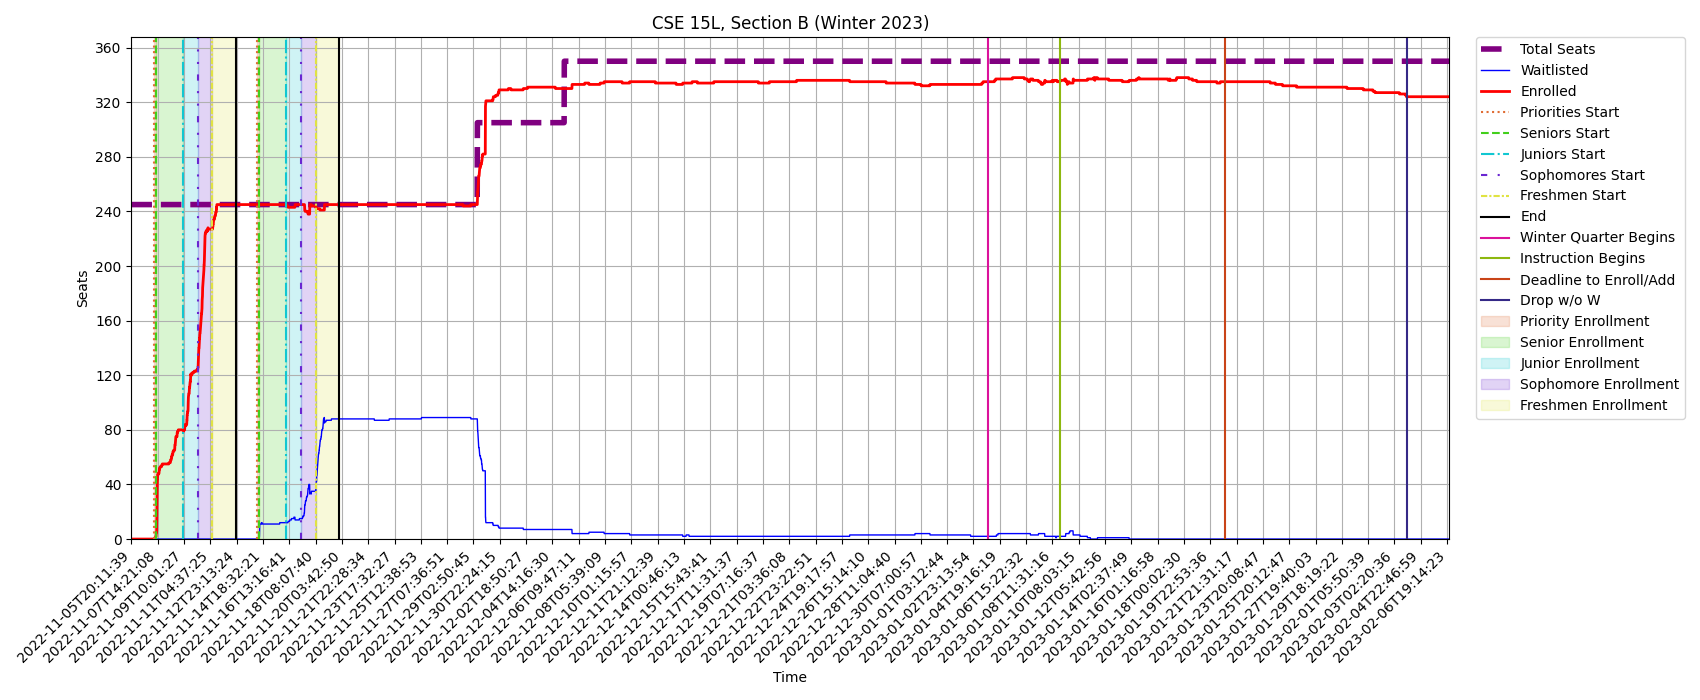 CSE 15L, Section B (Winter 2023)
360
320
280
240
200
160
120
80
40
0
Seats
2022-11-05T20:11:39
2022-11-07T14:21:08
2022-11-09T10:01:27
2022-11-11T04:37:25
2022-11-12T23:13:24
2022-11-14T18:32:21
2022-11-16T13:16:41
2022-11-18T08:07:40
2022-11-20T03:42:50
2022-11-21T22:28:34
2022-11-23T17:32:27
2022-11-25T12:38:53
2022-11-27T07:36:51
2022-11-29T02:50:45
2022-11-30T22:24:15
2022-12-02T18:50:27
2022-12-04T14:16:30
2022-12-06T09:47:11
2022-12-08T05:39:09
2022-12-10T01:15:57
2022-12-11T21:12:39
2022-12-14T00:46:13
2022-12-15T15:43:41
2022-12-17T11:31:37
2022-12-19T07:16:37
2022-12-21T03:36:08
2022-12-22T23:22:51
2022-12-24T19:17:57
2022-12-26T15:14:10
2022-12-28T11:04:40
2022-12-30T07:00:57
2023-01-01T03:12:44
2023-01-02T23:13:54
2023-01-04T19:16:19
2023-01-06T15:22:32
2023-01-08T11:31:16
2023-01-10T08:03:15
2023-01-12T05:42:56
2023-01-14T02:37:49
2023-01-16T01:16:58
2023-01-18T00:02:30
2023-01-19T22:53:36
2023-01-21T21:31:17
2023-01-23T20:08:47
2023-01-25T20:12:47
2023-01-27T19:40:03
2023-01-29T18:19:22
2023-02-01T05:50:39
2023-02-03T02:20:36
2023-02-04T22:46:59
2023-02-06T19:14:23
Time
Total Seats
Waitlisted
Enrolled
Priorities Start
Seniors Start
Juniors Start
Sophomores Start
Freshmen Start
End
Winter Quarter Begins
Instruction Begins
Deadline to Enroll/Add
Drop w/o W
Priority Enrollment
Senior Enrollment
Junior Enrollment
Sophomore Enrollment
Freshmen Enrollment